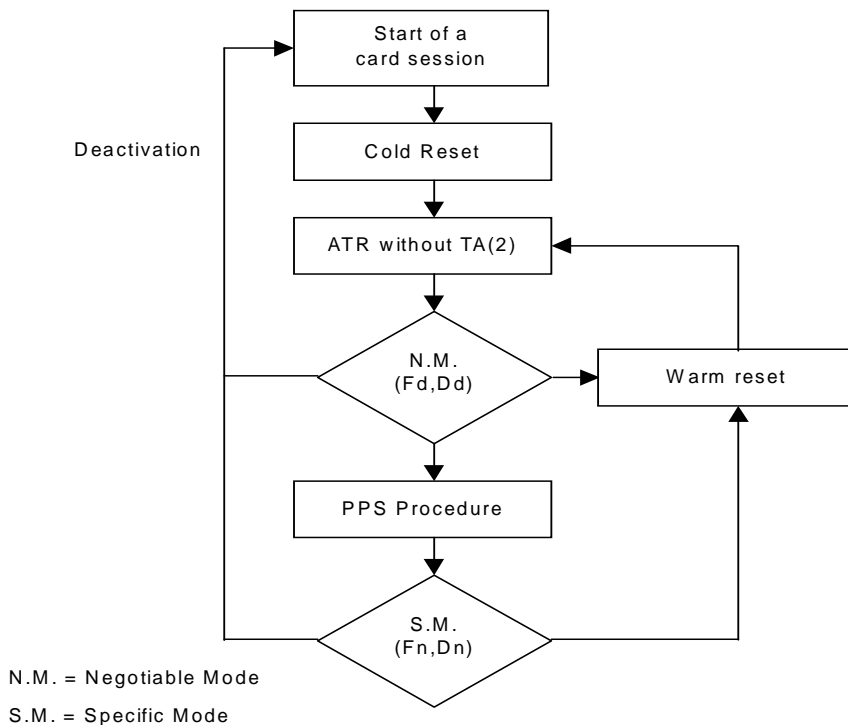 Start of a
card session
Deactivation
Cold Reset
ATR without TA(2)
N.M.
(Fd,Dd)
Warm reset
PPS Procedure
S.M.
(Fn,Dn)
N.M. = Negotiable Mode
S.M. = Specific Mode